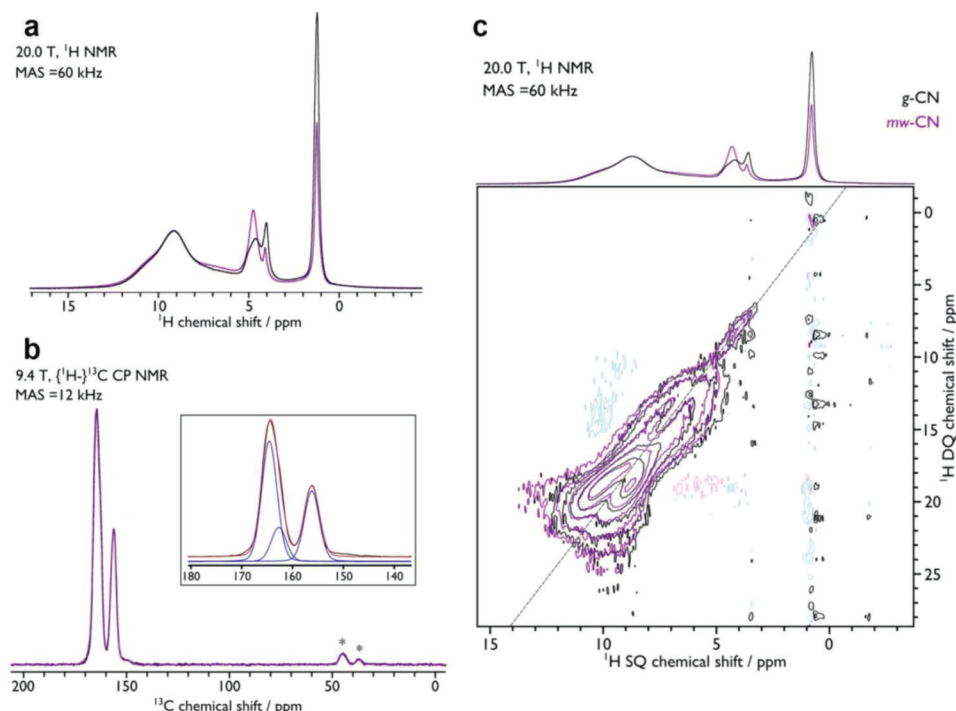 a
20.0 T, ¹H NMR
MAS =60 kHz
15 10 5 0
¹H chemical shift / ppm
b
9.4 T, {¹H-}¹³C CP NMR
MAS =12 kHz
180 170 160 150 140
* *
200 150 100 50 0
¹³C chemical shift / ppm
c
20.0 T, ¹H NMR
MAS =60 kHz
g-CN
mw-CN
0
5
10
15
20
25
¹H DQ chemical shift / ppm
15 10 5 0
¹H SQ chemical shift / ppm